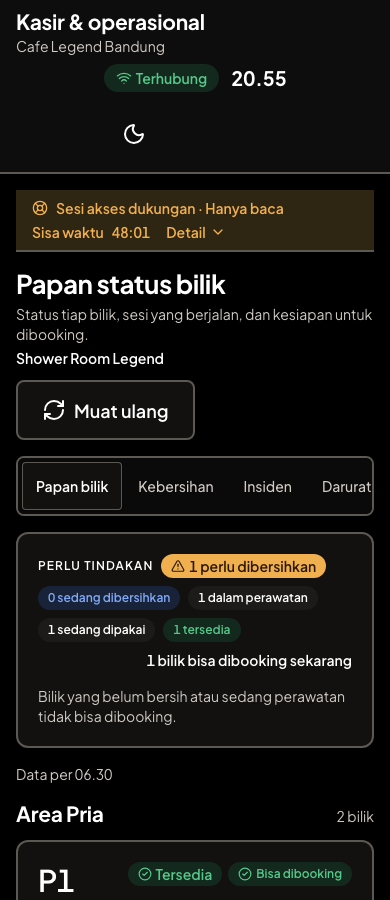 Kasir & operasional
Cafe Legend Bandung
Terhubung 20.55
Sesi akses dukungan · Hanya baca
Sisa waktu 48:01 Detail
Papan status bilik
Status tiap bilik, sesi yang berjalan, dan kesiapan untuk
dibooking.
Shower Room Legend
Muat ulang
Papan bilik Kebersihan Insiden Darurat
PERLU TINDAKAN 1 perlu dibersihkan
0 sedang dibersihkan 1 dalam perawatan
1 sedang dipakai 1 tersedia
1 bilik bisa dibooking sekarang
Bilik yang belum bersih atau sedang perawatan
tidak bisa dibooking.
Data per 06.30
Area Pria 2 bilik
P1 Tersedia Bisa dibooking